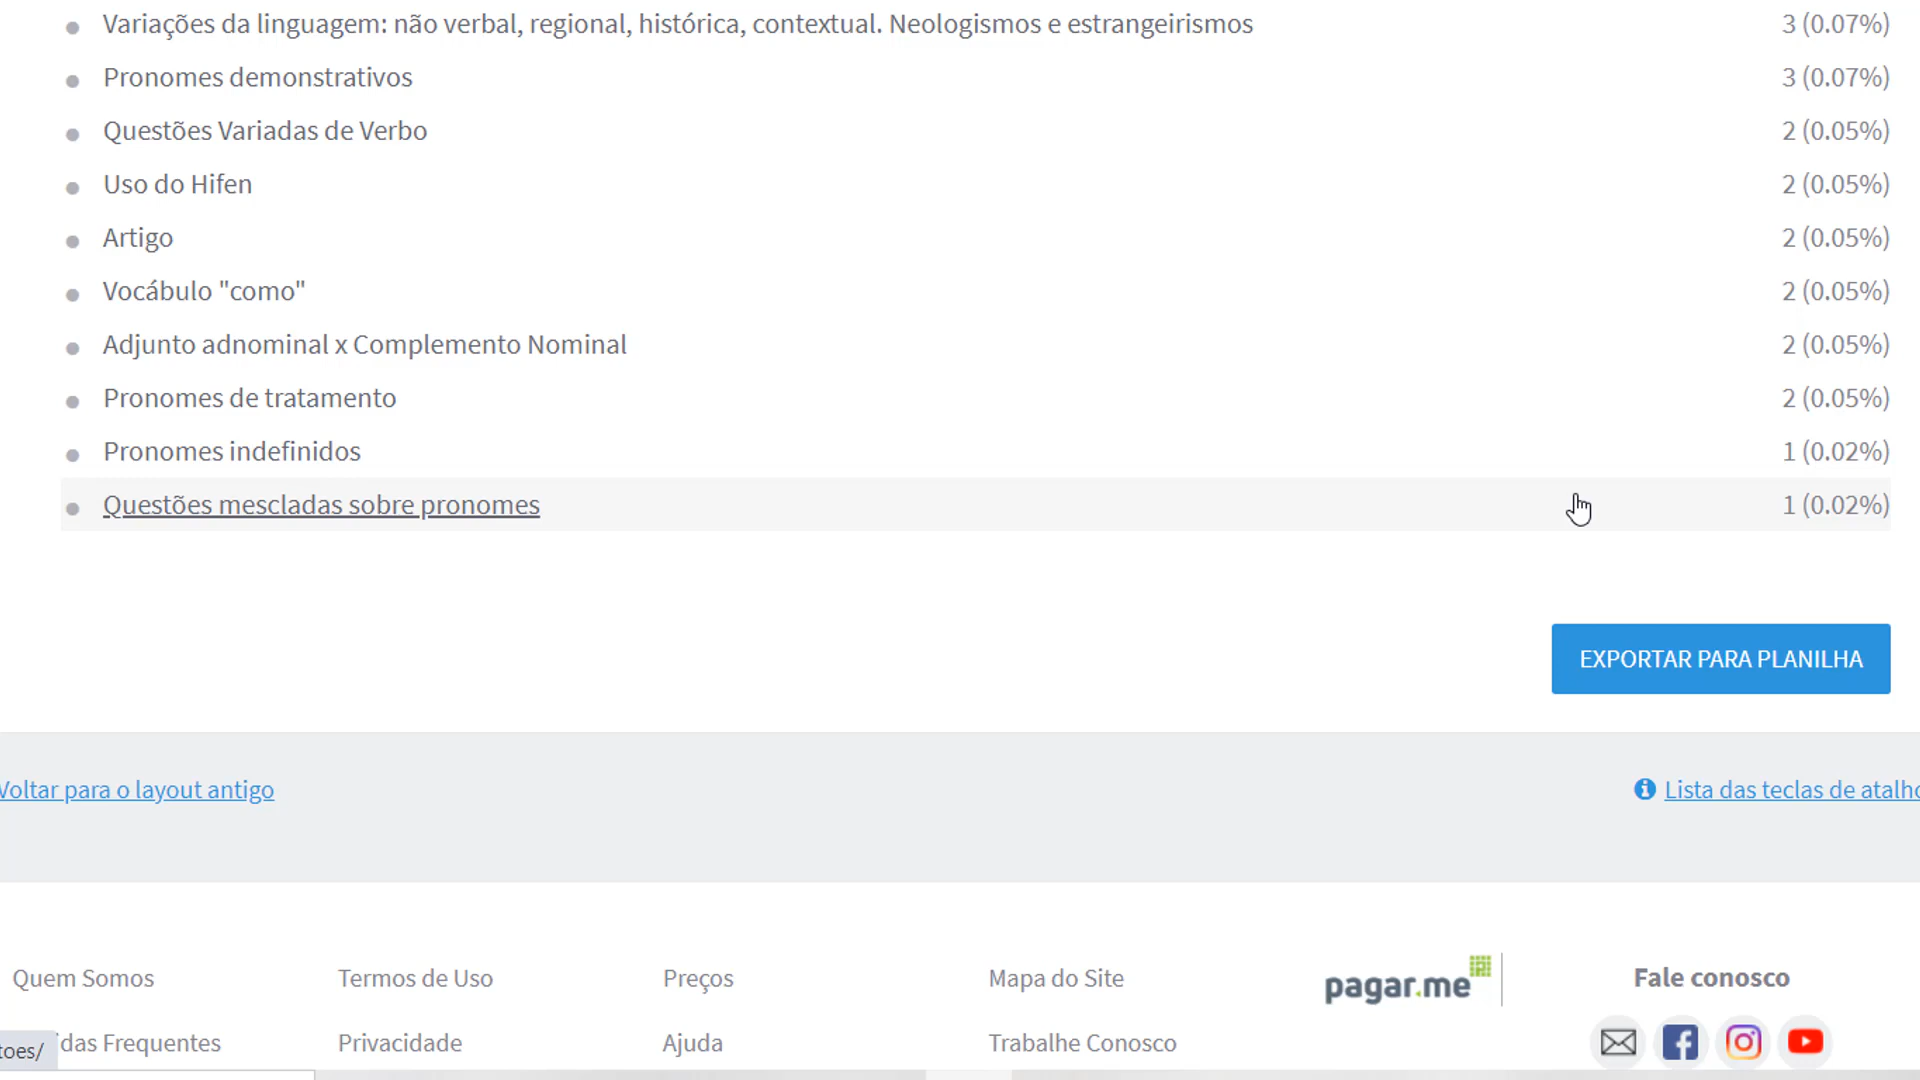 Variações da linguagem: não verbal, regional, histórica, contextual. Neologismos e estrangeirismos 3 (0.07%)
Pronomes demonstrativos 3 (0.07%)
Questões Variadas de Verbo 2 (0.05%)
Uso do Hifen 2 (0.05%)
Artigo 2 (0.05%)
Vocábulo "como" 2 (0.05%)
Adjunto adnominal x Complemento Nominal 2 (0.05%)
Pronomes de tratamento 2 (0.05%)
Pronomes indefinidos 1 (0.02%)
Questões mescladas sobre pronomes 1 (0.02%)
EXPORTAR PARA PLANILHA
Voltar para o layout antigo Lista das teclas de atalho
Quem Somos Termos de Uso Preços Mapa do Site pagar.me Fale conosco
toes/ das Frequentes Privacidade Ajuda Trabalhe Conosco